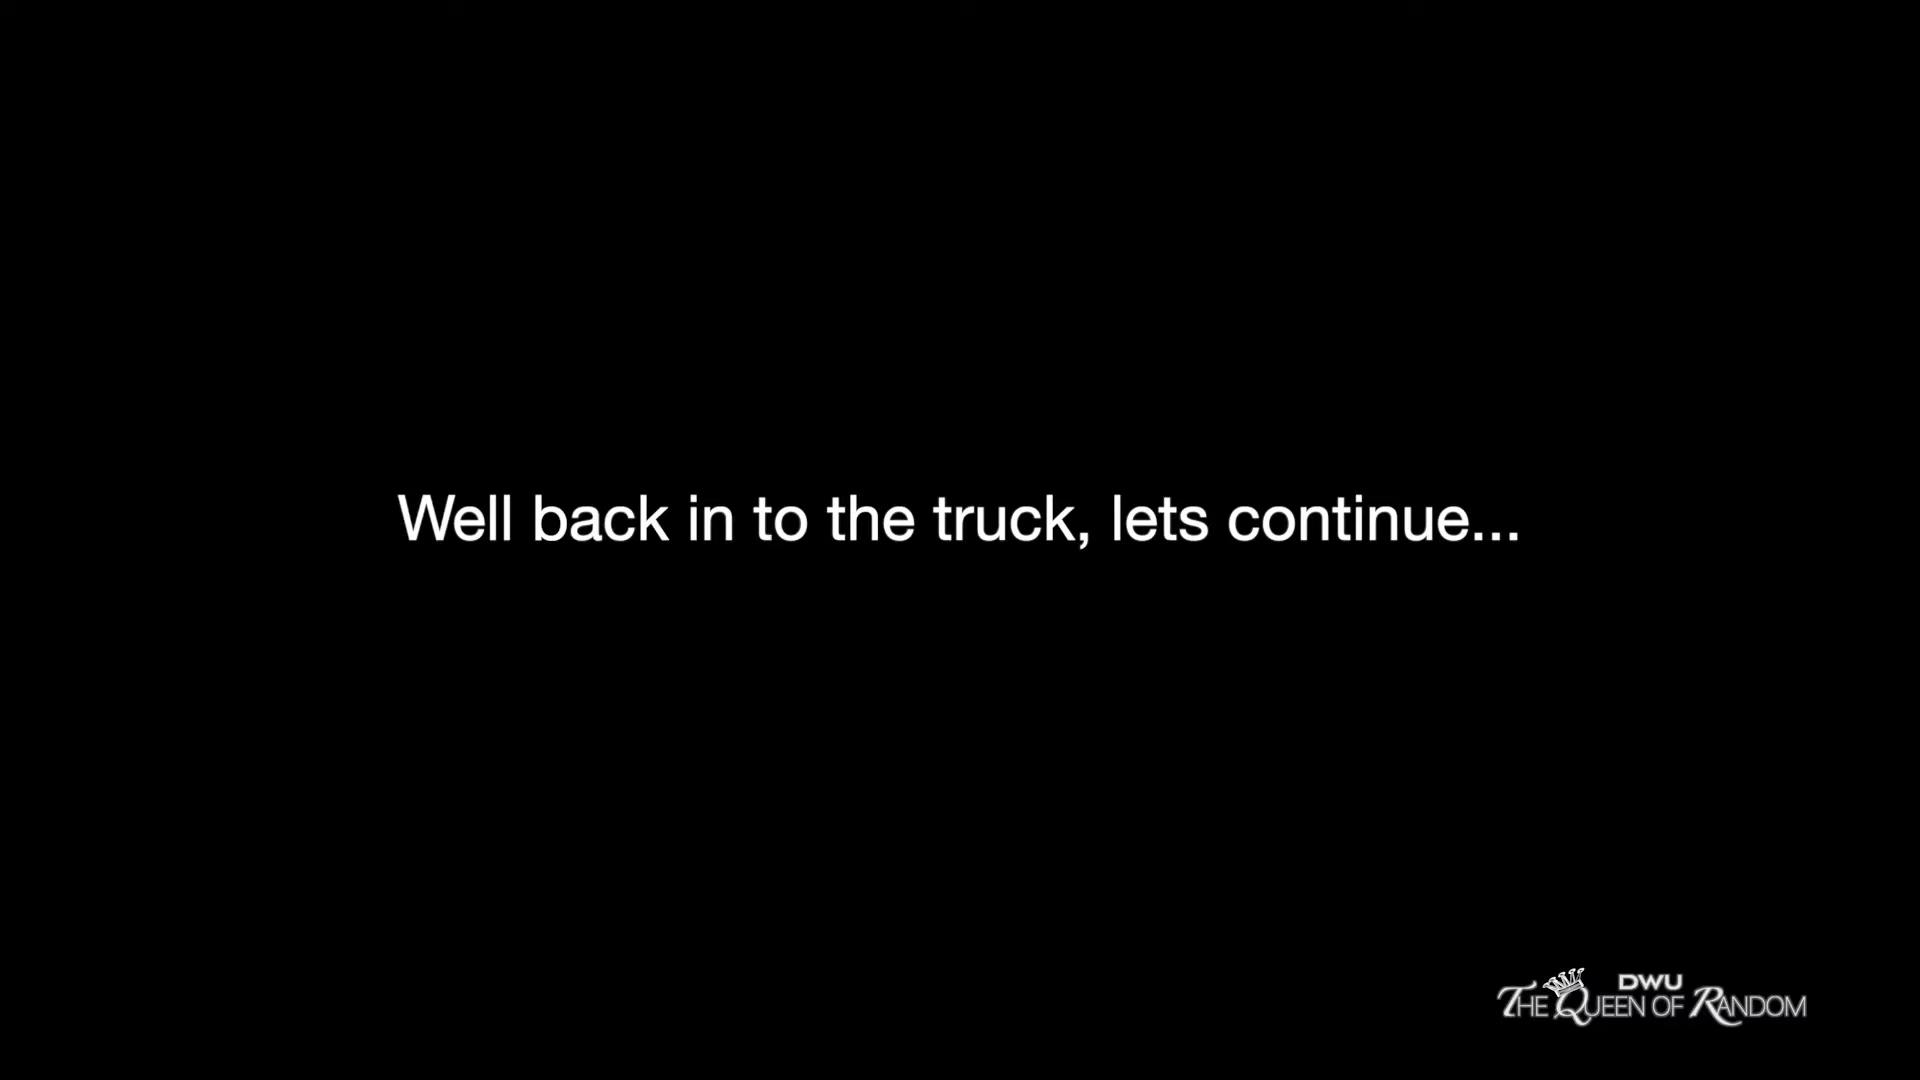 Well back in to the truck, lets continue...
DWU
THE QUEEN OF RANDOM